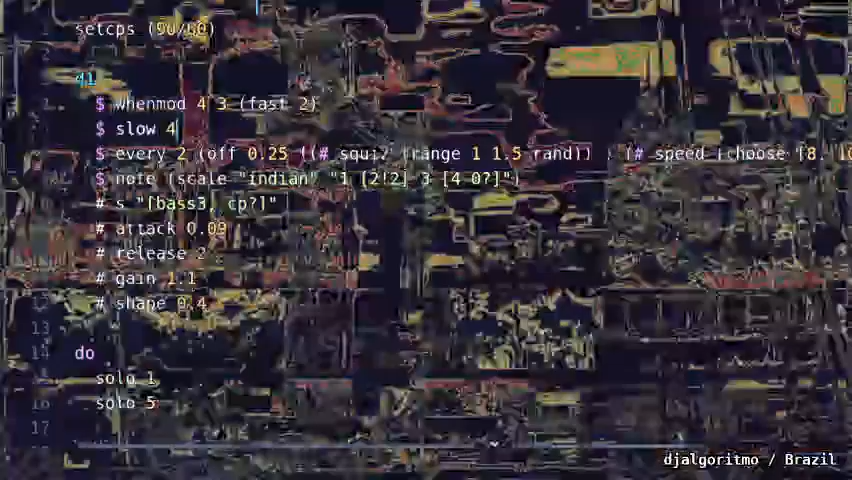 setcps (90/60)
d1
$ whenmod 4 3 (fast 2)
$ slow 4
$ every 2 (off 0.25 ((# squiz (range 1 1.5 rand)) . (# speed (choose [8, 10
$ note (scale "indian" "1 [2!2] 3 [4 0?]")
# s "[bass3, cp?]"
# attack 0.09
# release 2
# gain 1.1
# shape 0.4
12
13
14 do
solo 1
16 solo 5
17
djalgoritmo / Brazil